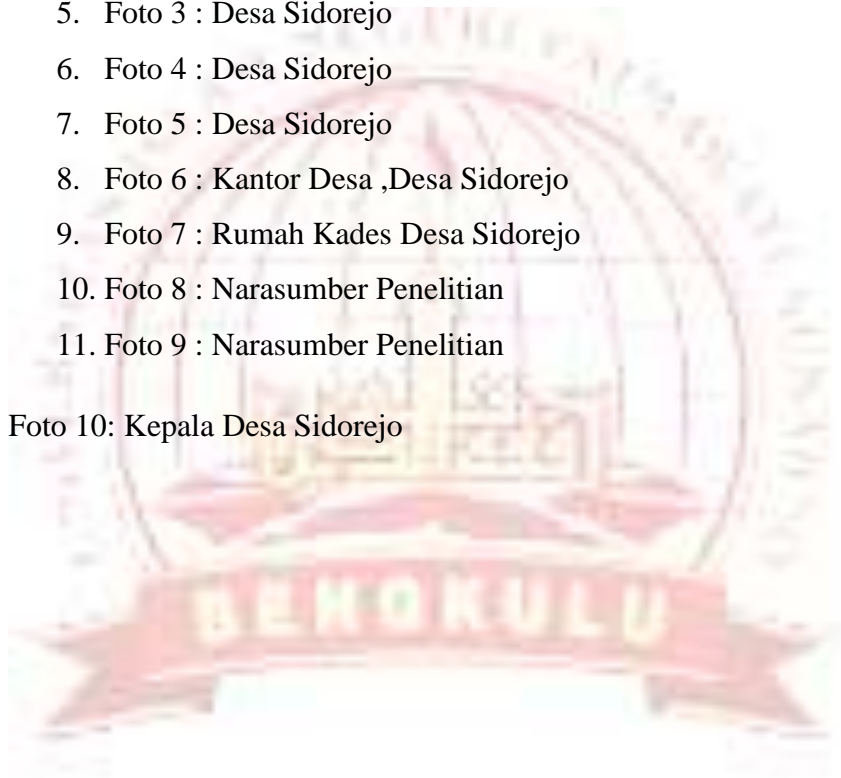 5. Foto 3 : Desa Sidorejo
6. Foto 4 : Desa Sidorejo
7. Foto 5 : Desa Sidorejo
8. Foto 6 : Kantor Desa ,Desa Sidorejo
9. Foto 7 : Rumah Kades Desa Sidorejo
10. Foto 8 : Narasumber Penelitian
11. Foto 9 : Narasumber Penelitian
Foto 10: Kepala Desa Sidorejo
BENGKULU